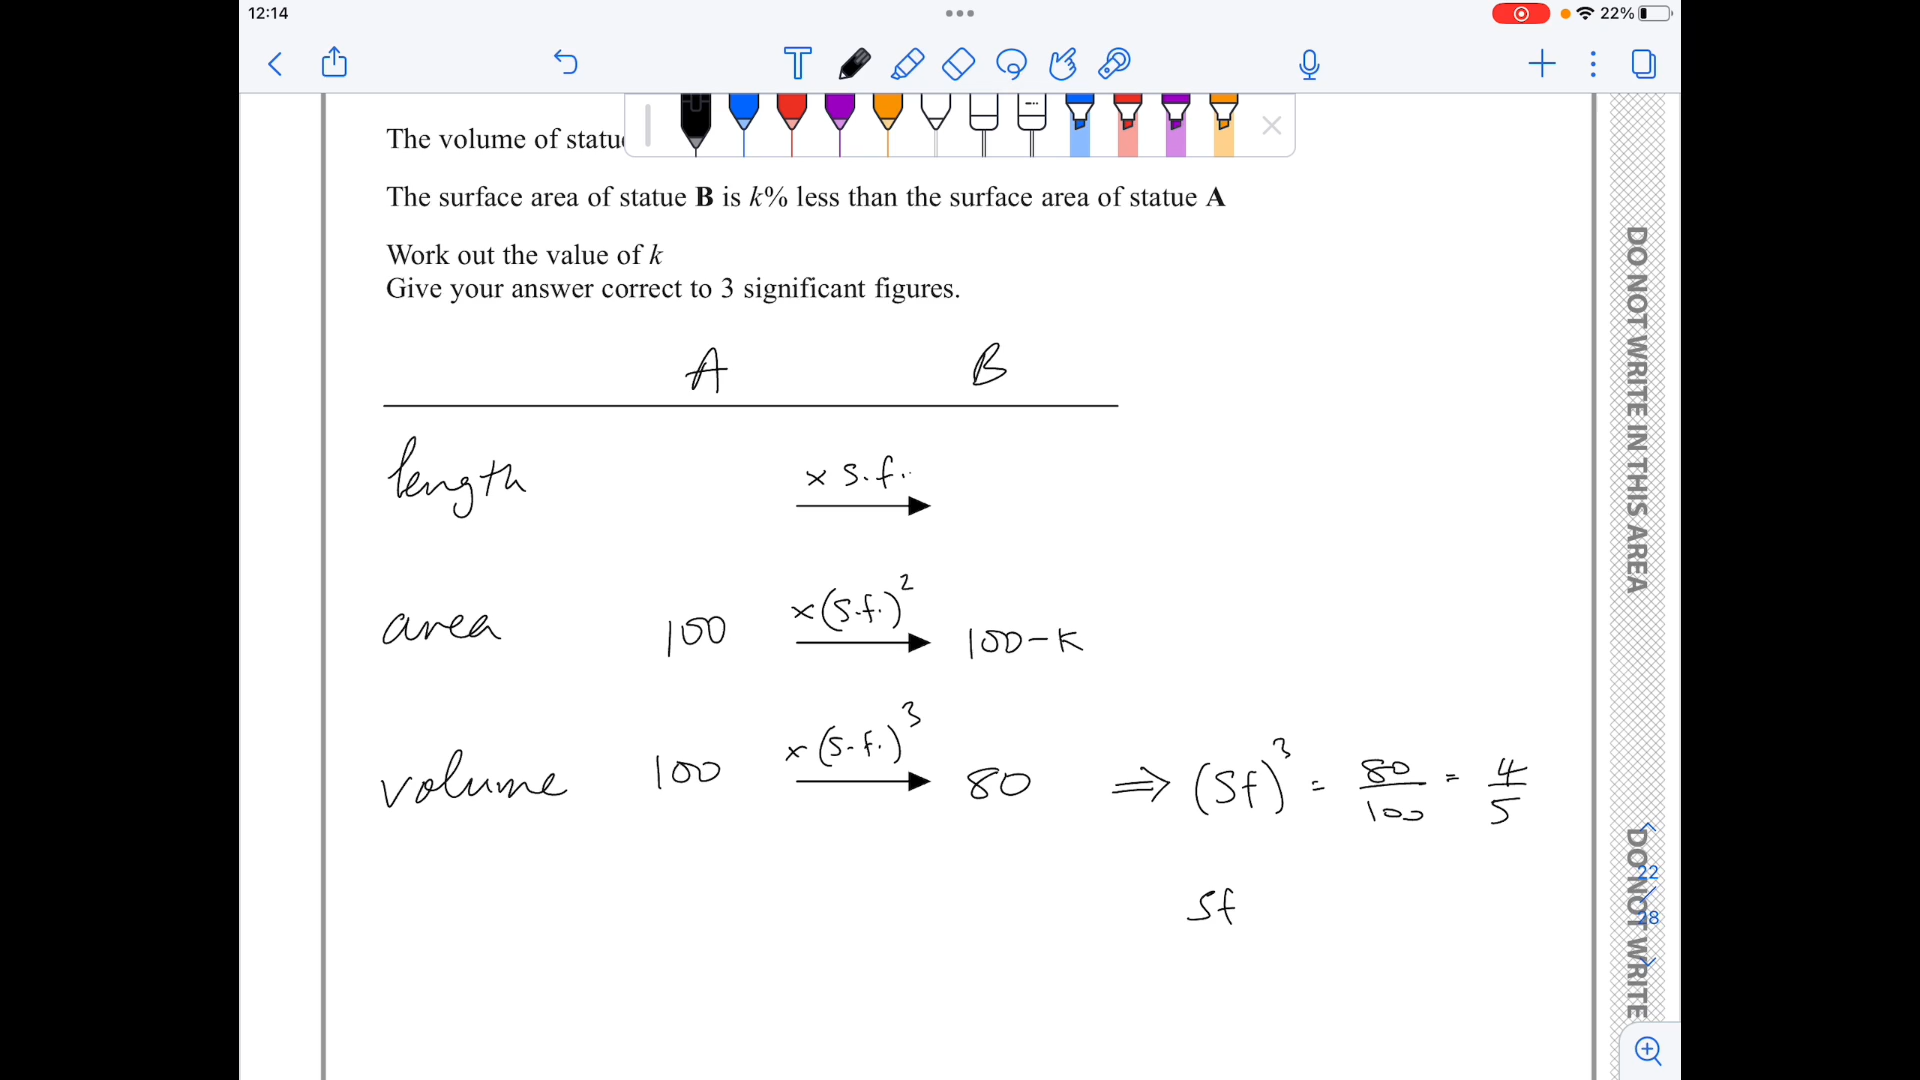 12:14
22%
The volume of statu
The surface area of statue B is k% less than the surface area of statue A
Work out the value of k
Give your answer correct to 3 significant figures.
A B
length × s.f.
area 100 ×(s.f.)² 100-k
volume 100 ×(s.f.)³ 80 ⇒ (sf)³ = 80/100 = 4/5
sf
DO NOT WRITE IN THIS AREA
DO NOT WRITE
22
28